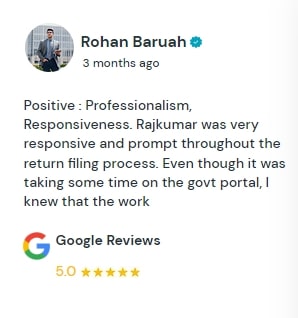 Rohan Baruah
3 months ago
Positive : Professionalism,
Responsiveness. Rajkumar was very
responsive and prompt throughout the
return filing process. Even though it was
taking some time on the govt portal, I
knew that the work
Google Reviews
5.0 ★★★★★